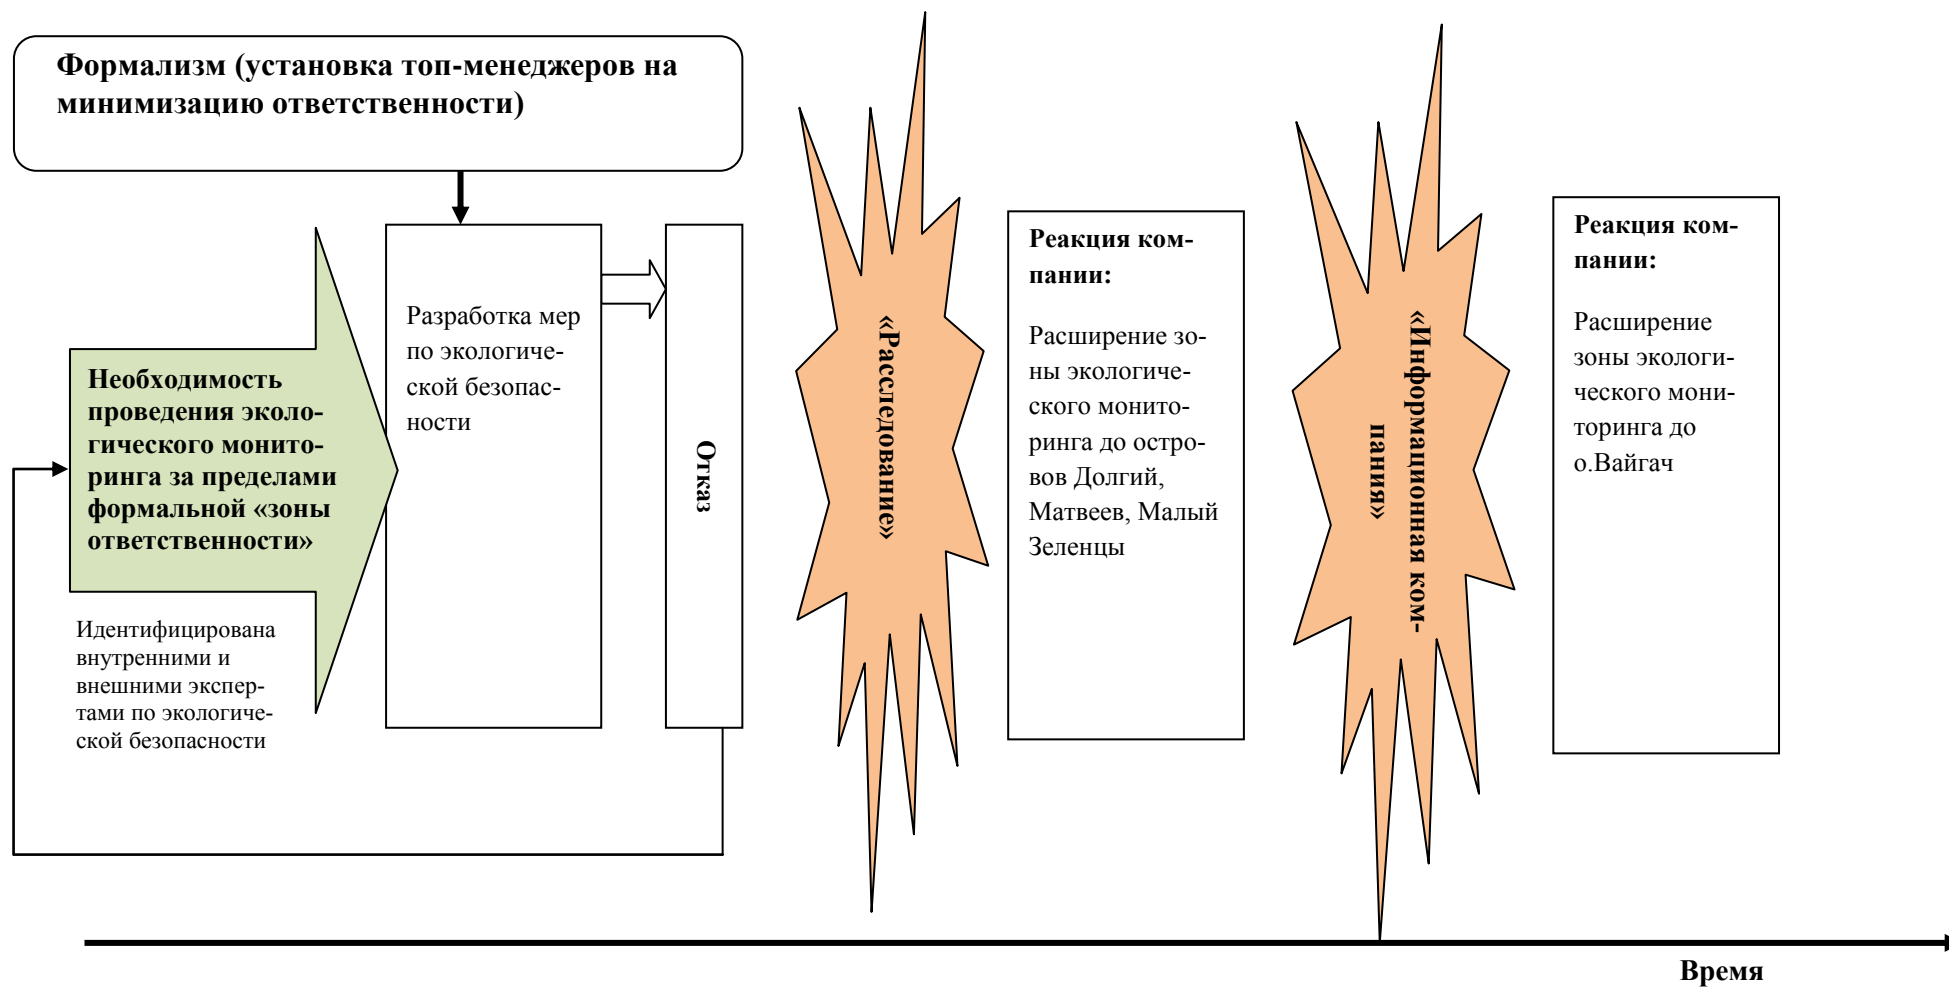 Формализм (установка топ-менеджеров на
минимизацию ответственности)
Необходимость
проведения эколо-
гического монито-
ринга за пределами
формальной «зоны
ответственности»
Идентифицирована
внутренними и
внешними экспер-
тами по экологиче-
ской безопасности
Разработка мер
по экологиче-
ской безопас-
ности
Отказ
«Расследование»
Реакция ком-
пании:
Расширение зо-
ны экологиче-
ского монито-
ринга до остро-
вов Долгий,
Матвеев, Малый
Зеленцы
«Информационная ком-
пания»
Реакция ком-
пании:
Расширение
зоны экологи-
ческого мони-
торинга до
о.Вайгач
Время